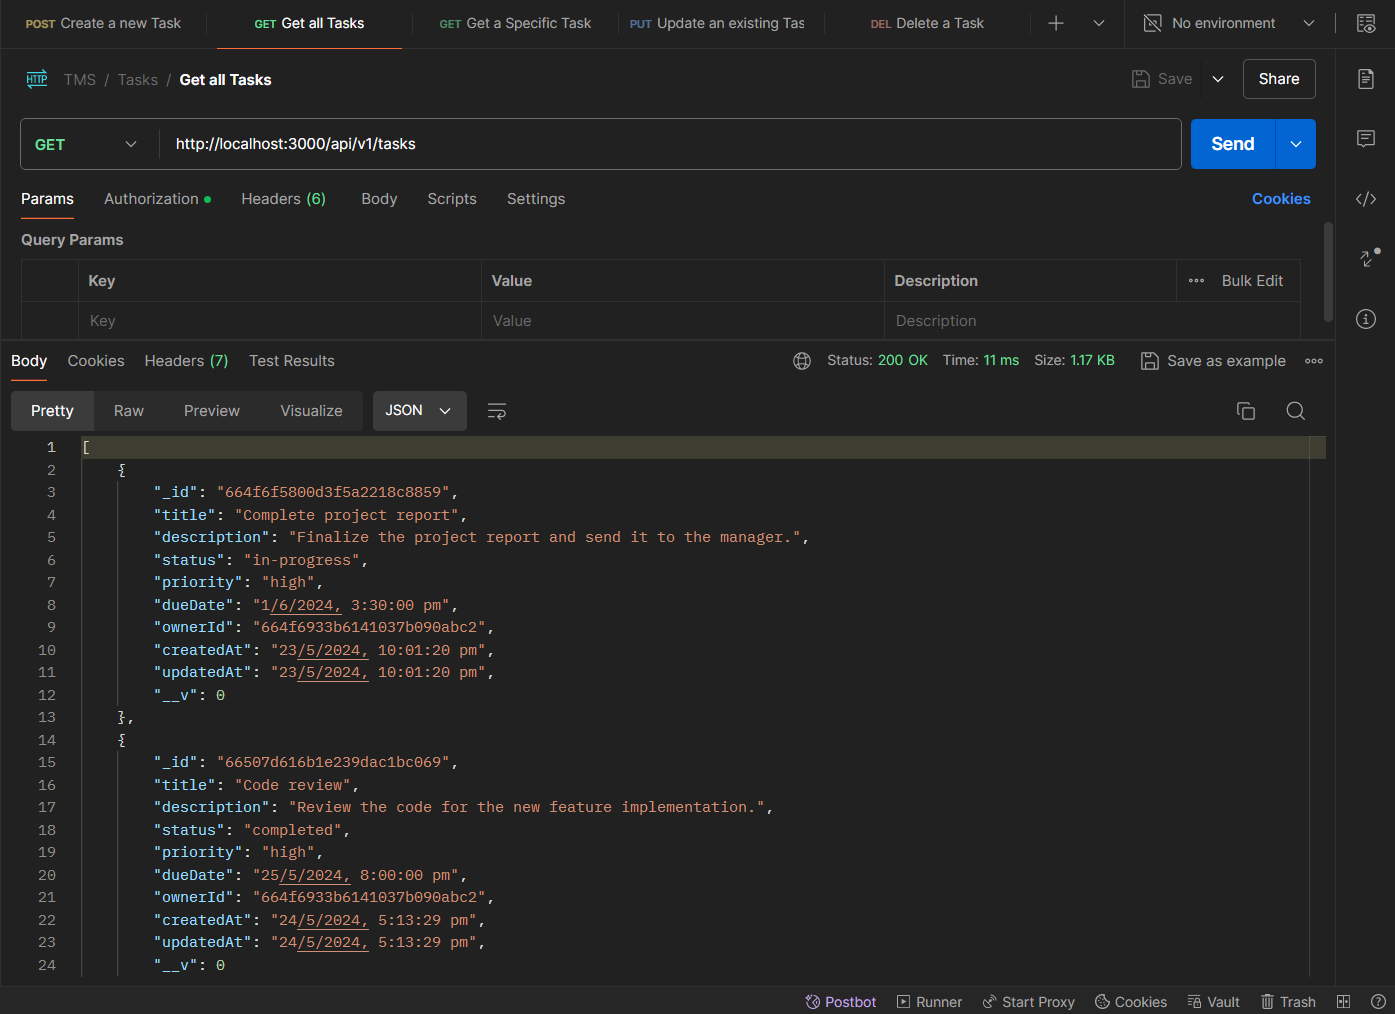 POST Create a new Task GET Get all Tasks GET Get a Specific Task PUT Update an existing Tas DEL Delete a Task No environment
HTTP TMS / Tasks / Get all Tasks Save Share
GET http://localhost:3000/api/v1/tasks Send
Params Authorization Headers (6) Body Scripts Settings Cookies
Query Params
Key Value Description Bulk Edit
Key Value Description
Body Cookies Headers (7) Test Results Status: 200 OK Time: 11 ms Size: 1.17 KB Save as example
Pretty Raw Preview Visualize JSON
1 [
2 {
3 "_id": "664f6f5800d3f5a2218c8859",
4 "title": "Complete project report",
5 "description": "Finalize the project report and send it to the manager.",
6 "status": "in-progress",
7 "priority": "high",
8 "dueDate": "1/6/2024, 3:30:00 pm",
9 "ownerId": "664f6933b6141037b090abc2",
10 "createdAt": "23/5/2024, 10:01:20 pm",
11 "updatedAt": "23/5/2024, 10:01:20 pm",
12 "__v": 0
13 },
14 {
15 "_id": "66507d616b1e239dac1bc069",
16 "title": "Code review",
17 "description": "Review the code for the new feature implementation.",
18 "status": "completed",
19 "priority": "high",
20 "dueDate": "25/5/2024, 8:00:00 pm",
21 "ownerId": "664f6933b6141037b090abc2",
22 "createdAt": "24/5/2024, 5:13:29 pm",
23 "updatedAt": "24/5/2024, 5:13:29 pm",
24 "__v": 0
Postbot Runner Start Proxy Cookies Vault Trash